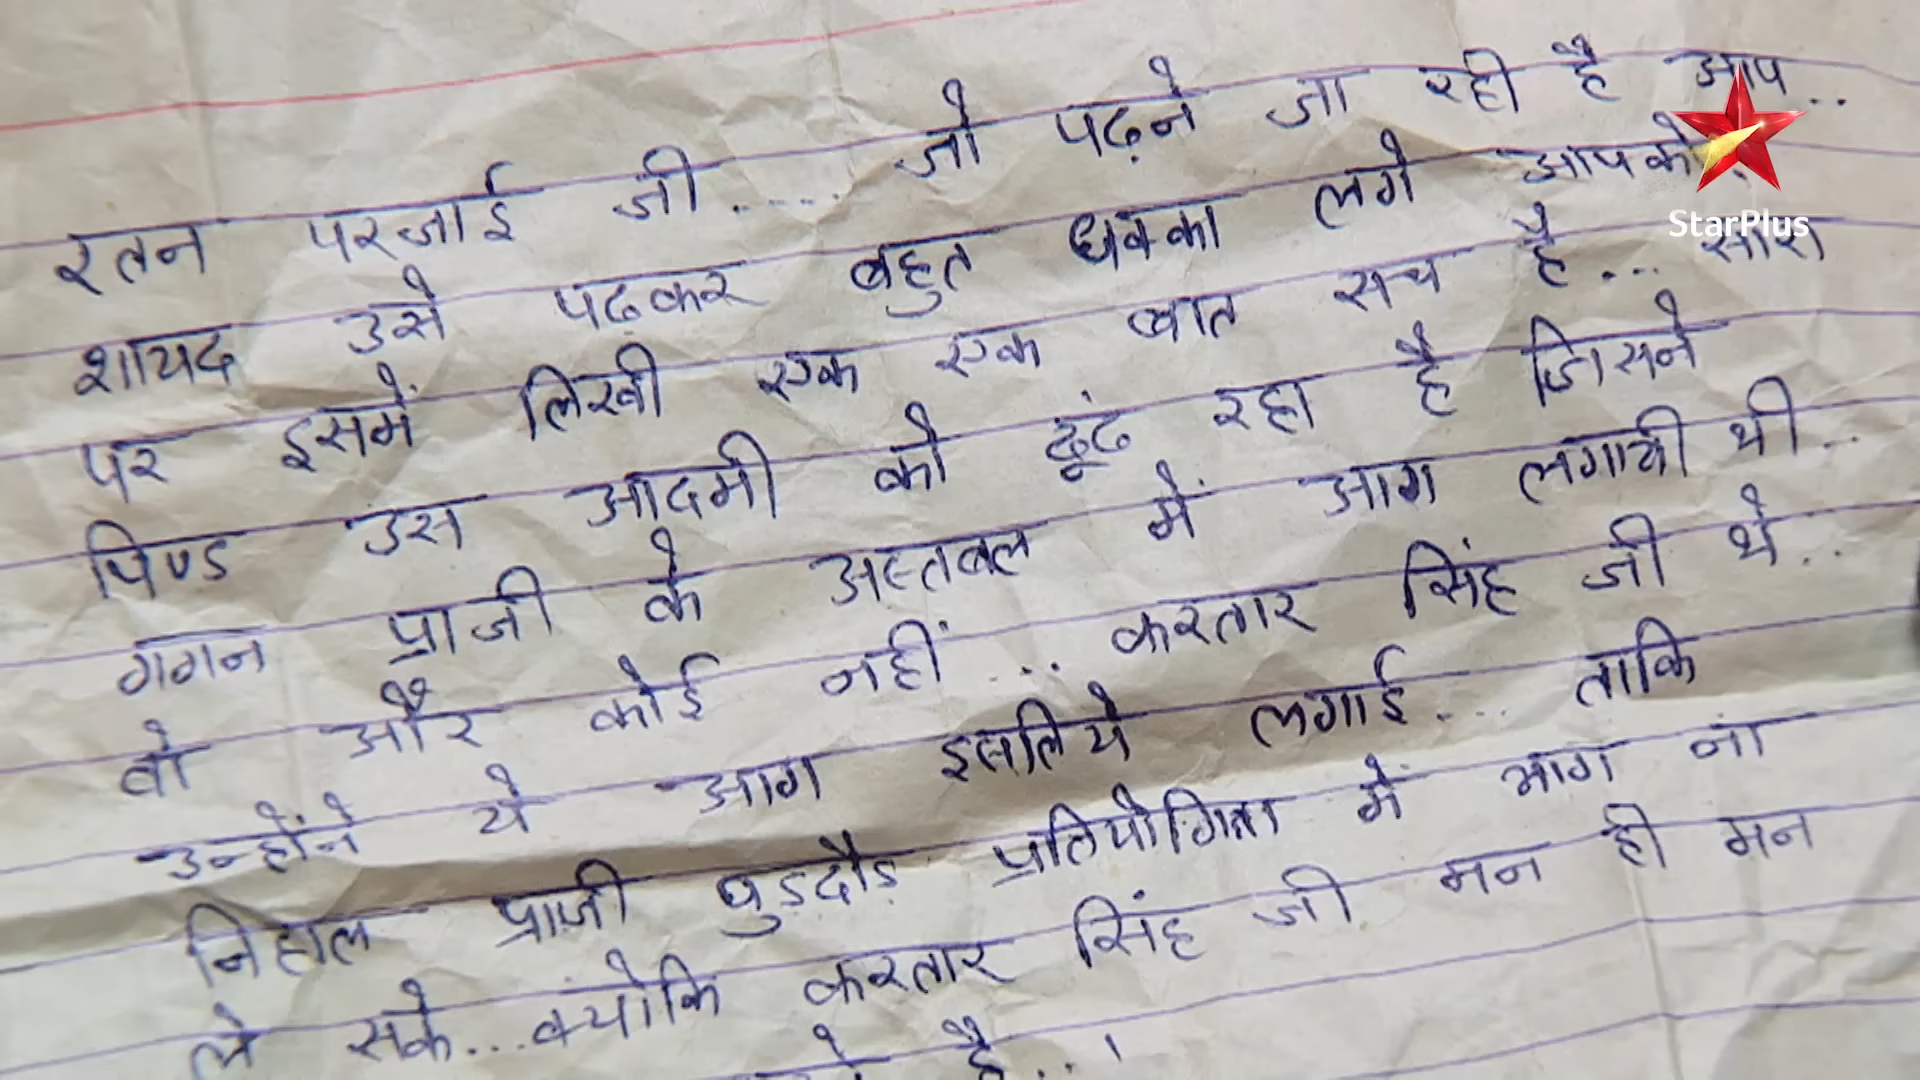 रतन परजाई जी..... जो पढ़ने जा रही है आप..
शायद उसे पढ़कर बहुत धक्का लगे आपको.
पर इसमें लिखी एक एक बात सच है... सारा
पिण्ड उस आदमी को ढूंढ रहा है जिसने
गगन प्राजी के अस्तबल में आग लगायी थी..
वो और कोई नहीं... करतार सिंह जी थे..
उन्होंने ये आग इसलिये लगाई.... ताकि
निहाल प्राजी घुड़दौड़ प्रतियोगिता में भाग ना
ले सके...क्योकि करतार सिंह जी मन ही मन
है..।
StarPlus